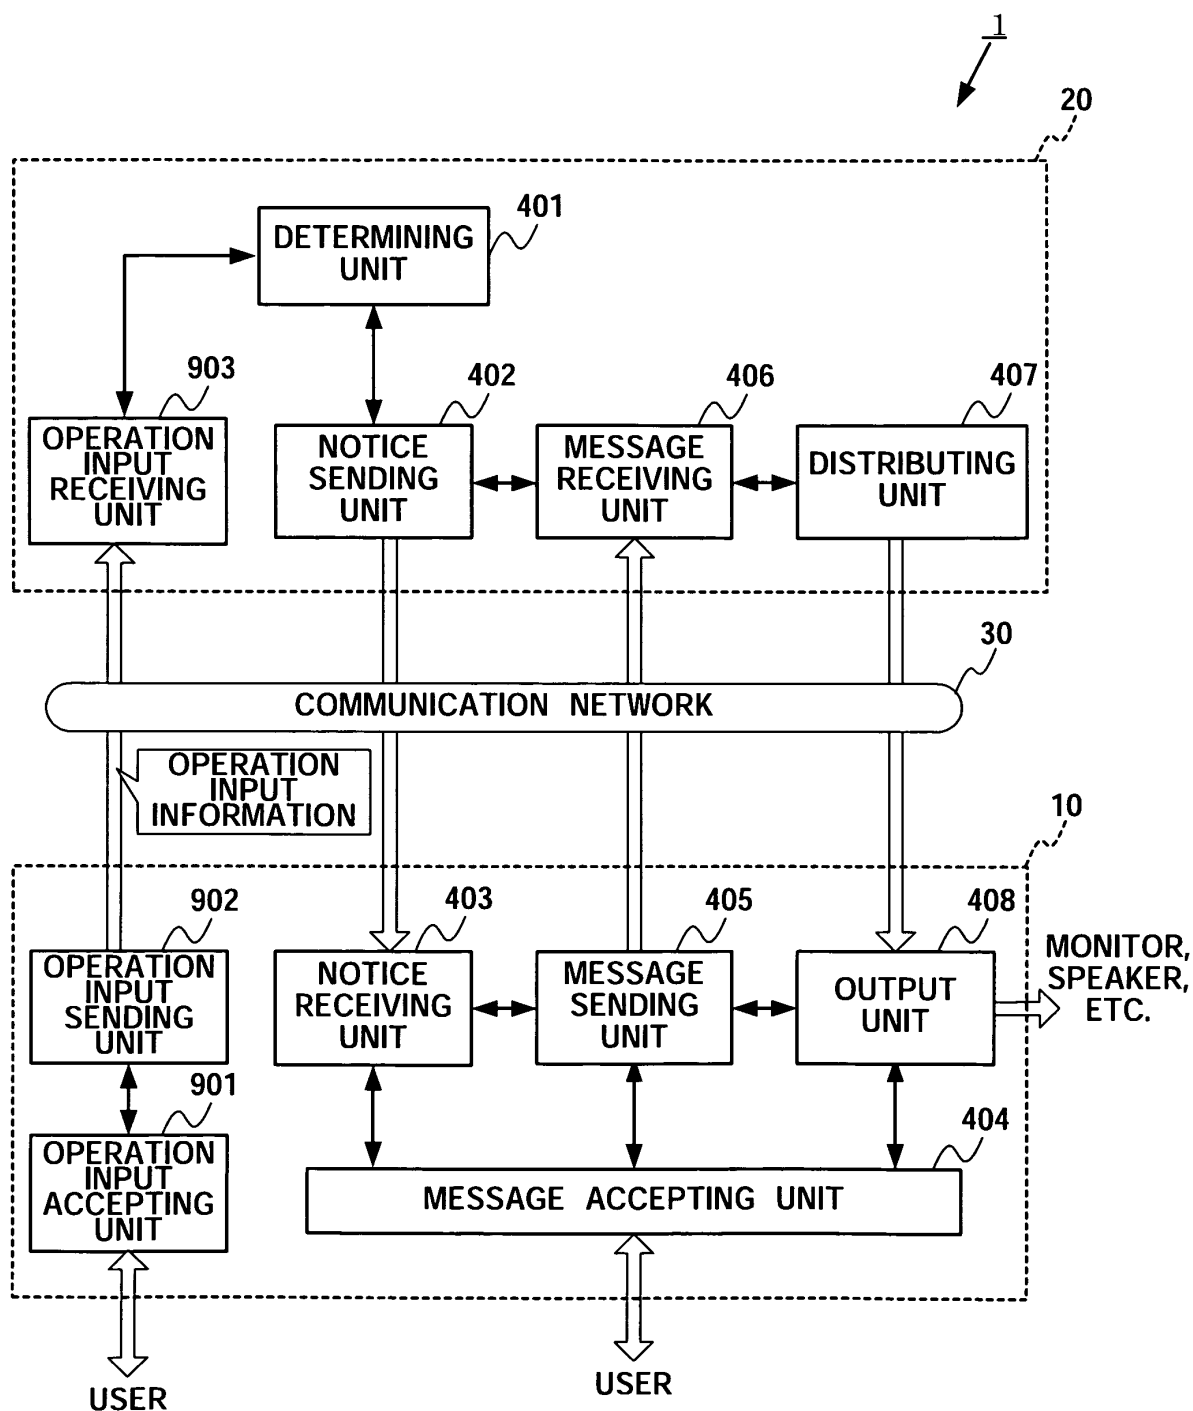 1
20
401
DETERMINING
UNIT
903
402
406
407
OPERATION
INPUT
RECEIVING
UNIT
NOTICE
SENDING
UNIT
MESSAGE
RECEIVING
UNIT
DISTRIBUTING
UNIT
30
COMMUNICATION NETWORK
OPERATION
INPUT
INFORMATION
10
902
403
405
408
OPERATION
INPUT
SENDING
UNIT
NOTICE
RECEIVING
UNIT
MESSAGE
SENDING
UNIT
OUTPUT
UNIT
MONITOR,
SPEAKER,
ETC.
901
404
OPERATION
INPUT
ACCEPTING
UNIT
MESSAGE ACCEPTING UNIT
USER
USER